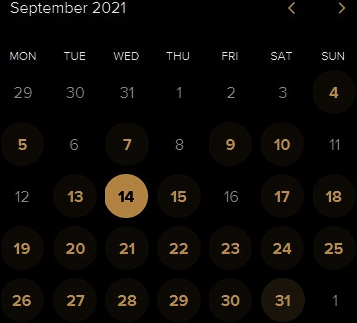 September 2021
MON TUE WED THU FRI SAT SUN
29 30 31 1 2 3 4
5 6 7 8 9 10 11
12 13 14 15 16 17 18
19 20 21 22 23 24 25
26 27 28 29 30 31 1